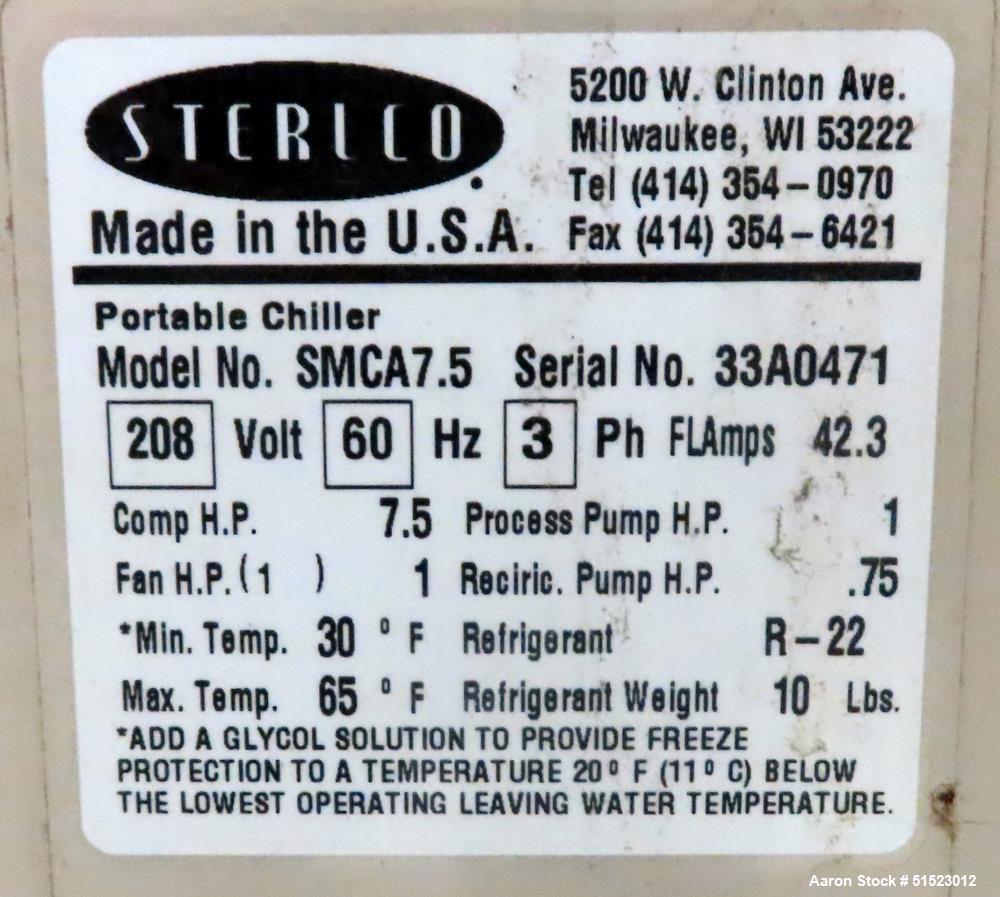 STERLCO
5200 W. Clinton Ave.
Milwaukee, WI 53222
Tel (414) 354-0970
Made in the U.S.A. Fax (414) 354-6421
Portable Chiller
Model No. SMCA7.5 Serial No. 33A0471
208 Volt 60 Hz 3 Ph FLAmps 42.3
Comp H.P. 7.5 Process Pump H.P. 1
Fan H.P. (1 ) 1 Reciric. Pump H.P. .75
*Min. Temp. 30 ° F Refrigerant R-22
Max. Temp. 65 ° F Refrigerant Weight 10 Lbs.
*ADD A GLYCOL SOLUTION TO PROVIDE FREEZE
PROTECTION TO A TEMPERATURE 20° F (11° C) BELOW
THE LOWEST OPERATING LEAVING WATER TEMPERATURE.
Aaron Stock # 51523012